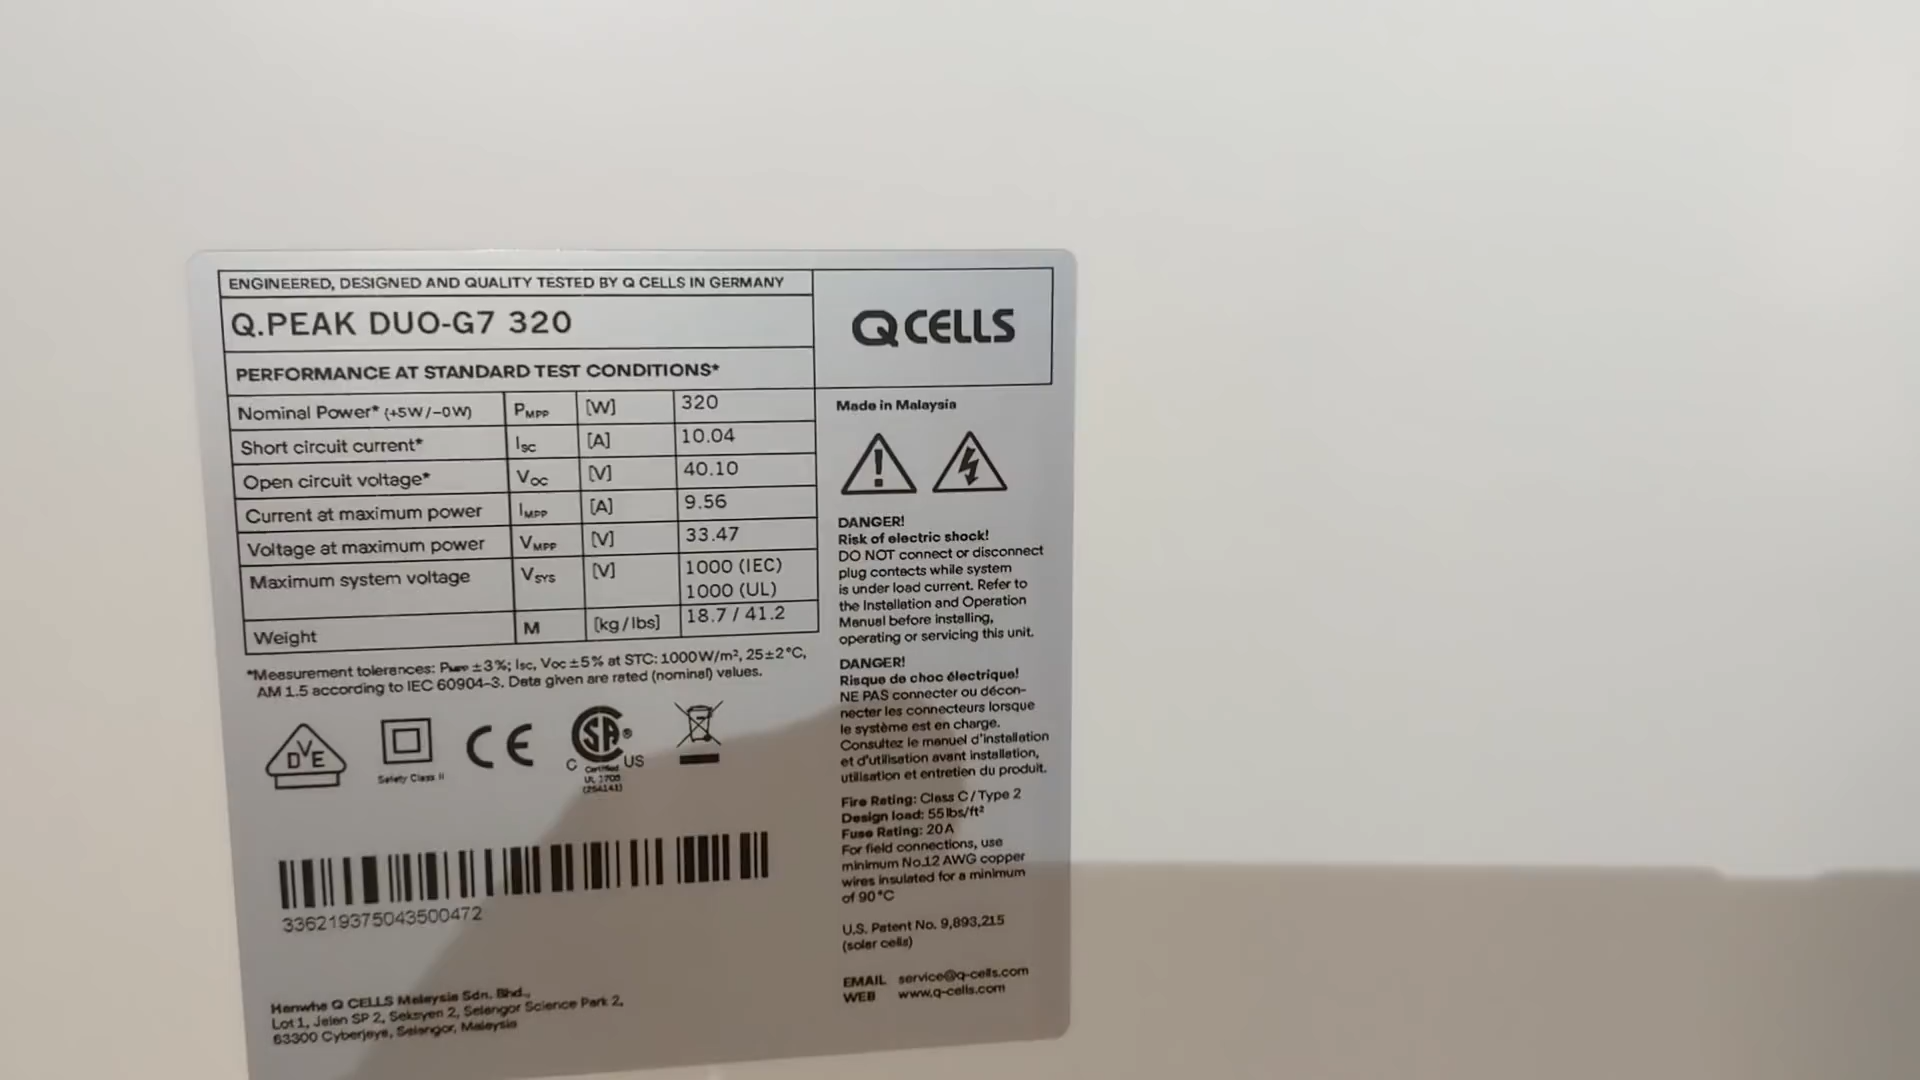 ENGINEERED, DESIGNED AND QUALITY TESTED BY Q CELLS IN GERMANY
Q.PEAK DUO-G7 320
PERFORMANCE AT STANDARD TEST CONDITIONS*
Nominal Power* (+5W/-0W) PMPP [W] 320
Short circuit current* ISC [A] 10.04
Open circuit voltage* VOC [V] 40.10
Current at maximum power IMPP [A] 9.56
Voltage at maximum power VMPP [V] 33.47
Maximum system voltage VSYS [V] 1000 (IEC)
1000 (UL)
Weight M [kg/lbs] 18.7 / 41.2
*Measurement tolerances: PMPP ±3%; ISC, VOC ±5% at STC: 1000W/m², 25±2°C,
AM 1.5 according to IEC 60904-3. Data given are rated (nominal) values.
DVE
Safety Class II
CE
SA®
C Certified US
UL 1703
(254141)
336219375043500472
Hanwha Q CELLS Malaysia Sdn. Bhd.,
Lot 1, Jalan SP 2, Seksyen 2, Selangor Science Park 2,
63300 Cyberjaya, Selangor, Malaysia
Q CELLS
Made in Malaysia
DANGER!
Risk of electric shock!
DO NOT connect or disconnect
plug contacts while system
is under load current. Refer to
the Installation and Operation
Manual before installing,
operating or servicing this unit.
DANGER!
Risque de choc électrique!
NE PAS connecter ou décon-
necter les connecteurs lorsque
le système est en charge.
Consultez le manuel d'installation
et d'utilisation avant installation,
utilisation et entretien du produit.
Fire Rating: Class C / Type 2
Design load: 55lbs/ft²
Fuse Rating: 20A
For field connections, use
minimum No.12 AWG copper
wires insulated for a minimum
of 90°C
U.S. Patent No. 9,893,215
(solar cells)
EMAIL service@q-cells.com
WEB www.q-cells.com